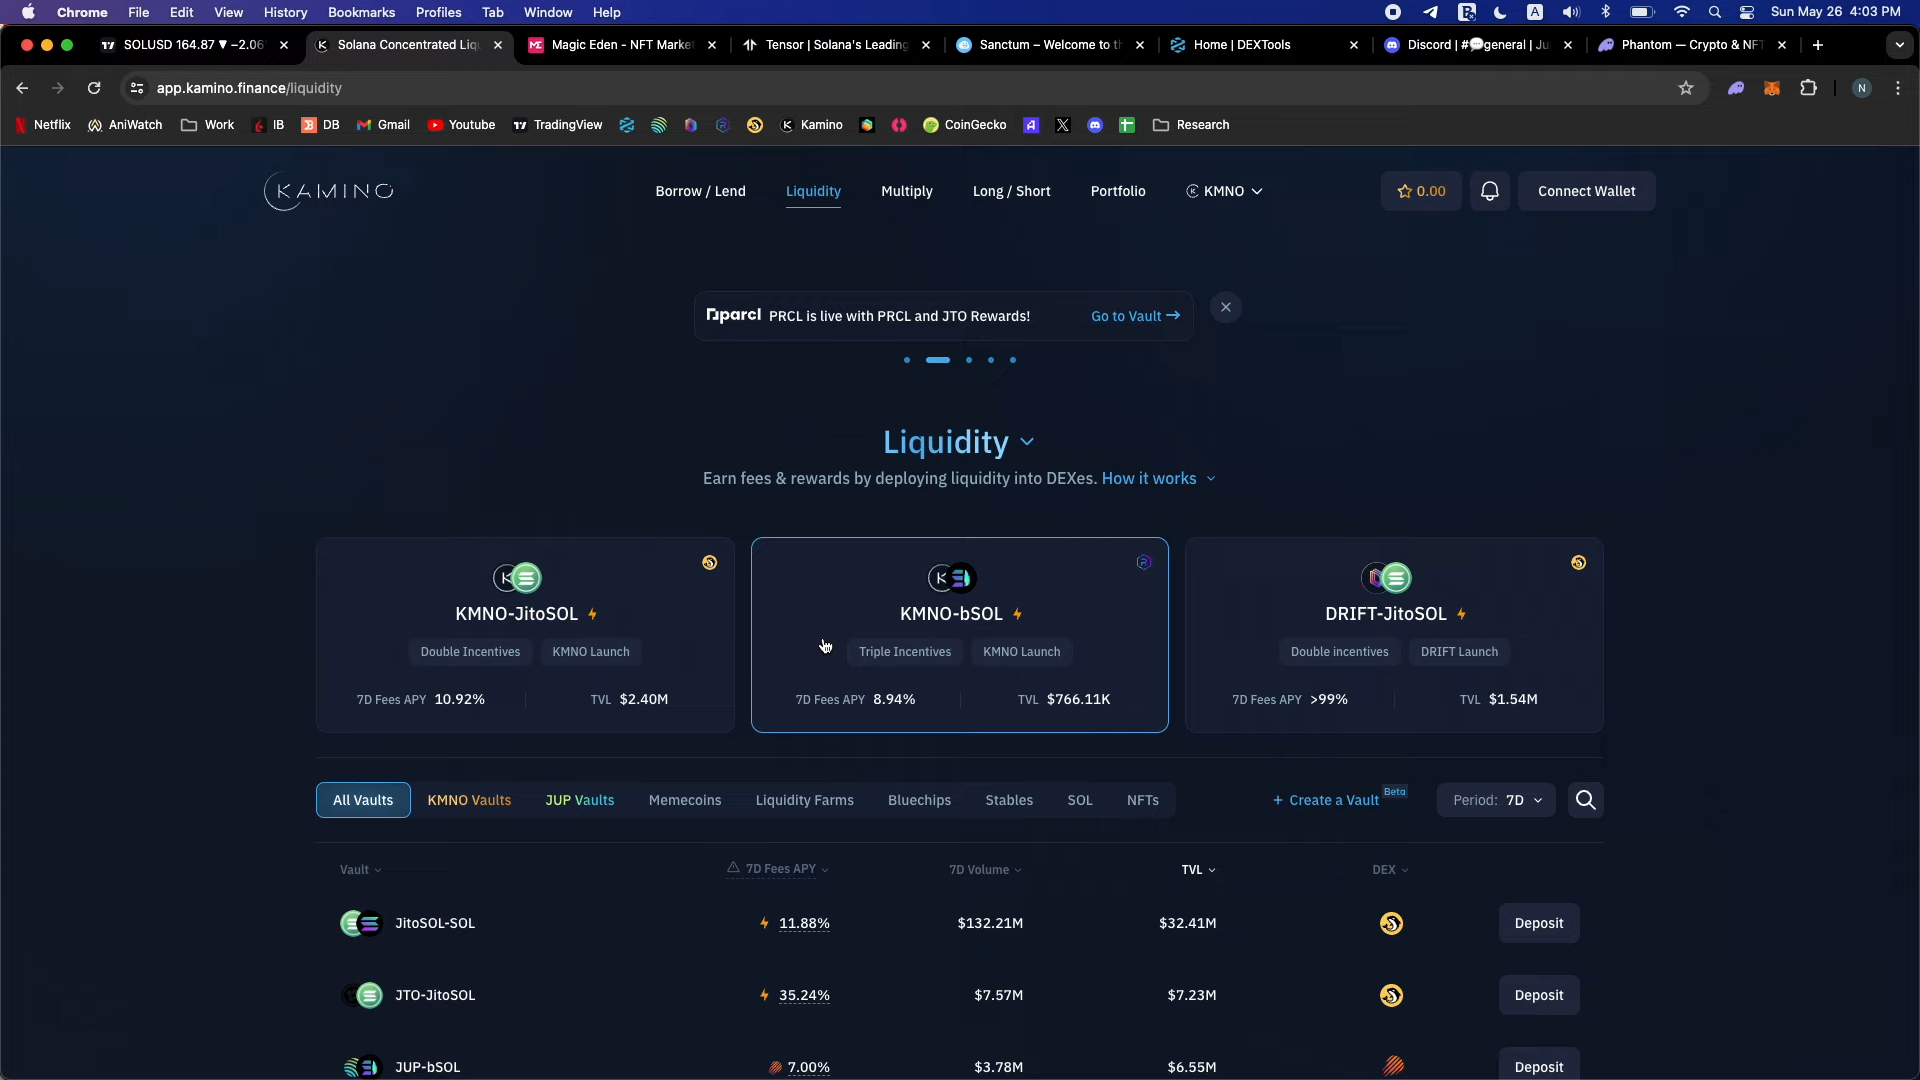 Chrome File Edit View History Bookmarks Profiles Tab Window Help Sun May 26 4:03 PM
SOLUSD 164.87 ▼ −2.06 Solana Concentrated Liq Magic Eden - NFT Market Tensor | Solana's Leading Sanctum – Welcome to t Home | DEXTools Discord | #💬general | Ju Phantom — Crypto & NFT
app.kamino.finance/liquidity N
Netflix AniWatch Work IB DB Gmail Youtube TradingView Kamino CoinGecko Research
KAMINO Borrow / Lend Liquidity Multiply Long / Short Portfolio KMNO 0.00 Connect Wallet
parcl PRCL is live with PRCL and JTO Rewards! Go to Vault →
Liquidity
Earn fees & rewards by deploying liquidity into DEXes. How it works
KMNO-JitoSOL
Double Incentives KMNO Launch
7D Fees APY 10.92% TVL $2.40M
KMNO-bSOL
Triple Incentives KMNO Launch
7D Fees APY 8.94% TVL $766.11K
DRIFT-JitoSOL
Double incentives DRIFT Launch
7D Fees APY >99% TVL $1.54M
All Vaults KMNO Vaults JUP Vaults Memecoins Liquidity Farms Bluechips Stables SOL NFTs + Create a Vault Beta Period: 7D
Vault 7D Fees APY 7D Volume TVL DEX
JitoSOL-SOL 11.88% $132.21M $32.41M Deposit
JTO-JitoSOL 35.24% $7.57M $7.23M Deposit
JUP-bSOL 7.00% $3.78M $6.55M Deposit